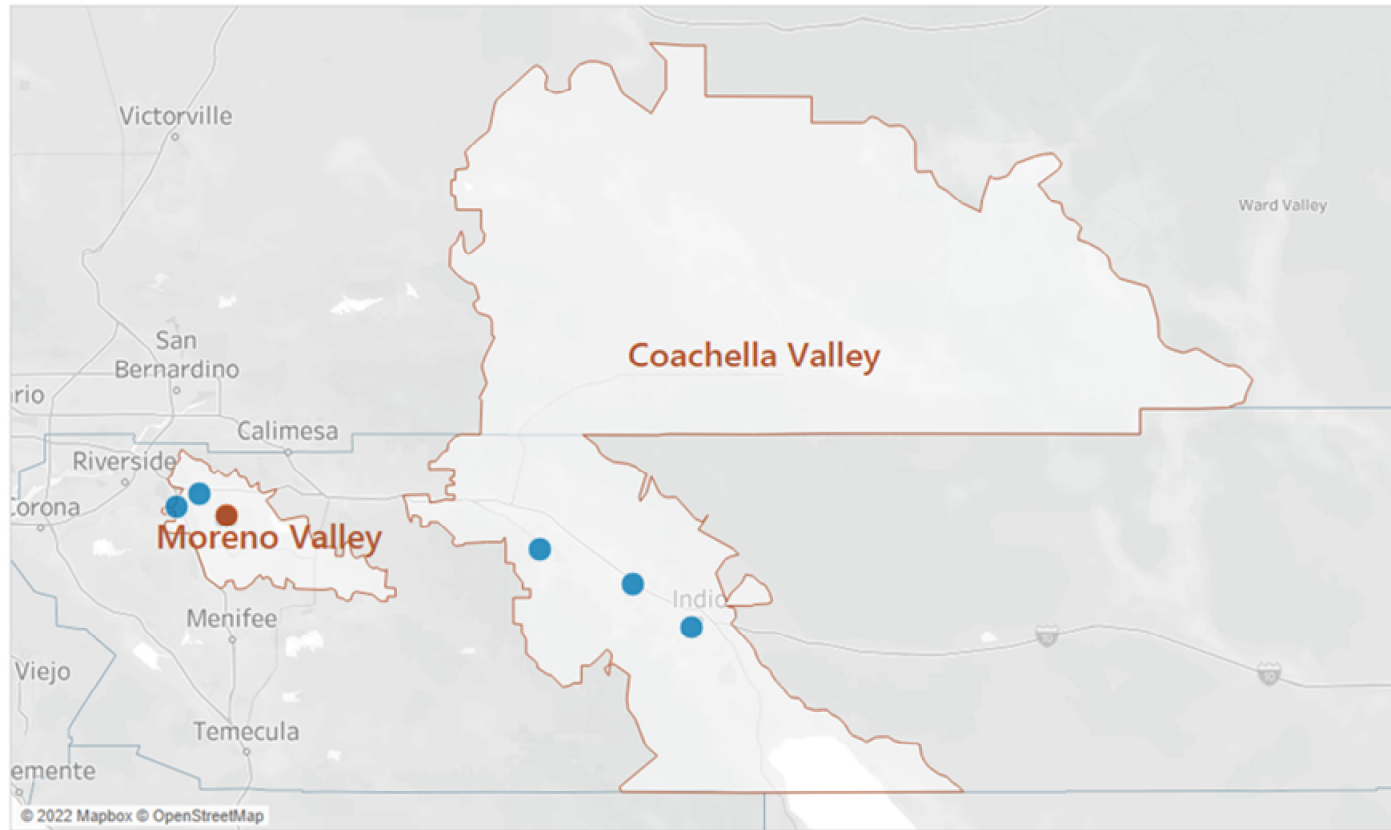 Victorville
Ward Valley
San
Bernardino
Coachella Valley
rio
Calimesa
Riverside
Corona
Moreno Valley
Indio
Menifee
10
10
Viejo
Temecula
emente
© 2022 Mapbox © OpenStreetMap